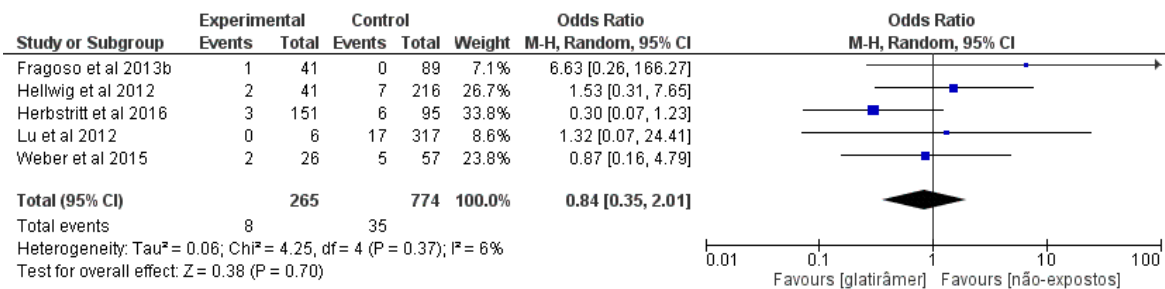 Experimental Control Odds Ratio Odds Ratio
Study or Subgroup Events Total Events Total Weight M-H, Random, 95% CI M-H, Random, 95% CI
Fragoso et al 2013b 1 41 0 89 7.1% 6.63 [0.26, 166.27]
Hellwig et al 2012 2 41 7 216 26.7% 1.53 [0.31, 7.65]
Herbstritt et al 2016 3 151 6 95 33.8% 0.30 [0.07, 1.23]
Lu et al 2012 0 6 17 317 8.6% 1.32 [0.07, 24.41]
Weber et al 2015 2 26 5 57 23.8% 0.87 [0.16, 4.79]
Total (95% CI) 265 774 100.0% 0.84 [0.35, 2.01]
Total events 8 35
Heterogeneity: Tau² = 0.06; Chi² = 4.25, df = 4 (P = 0.37); I² = 6%
Test for overall effect: Z = 0.38 (P = 0.70)
0.01 0.1 1 10 100
Favours [glatirâmer] Favours [não-expostos]